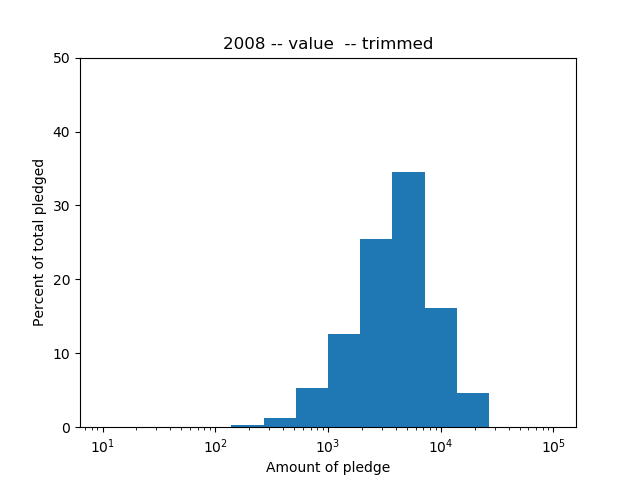 2008 -- value  -- trimmed
Percent of total pledged
50
40
30
20
10
0
10¹ 10² 10³ 10⁴ 10⁵
Amount of pledge